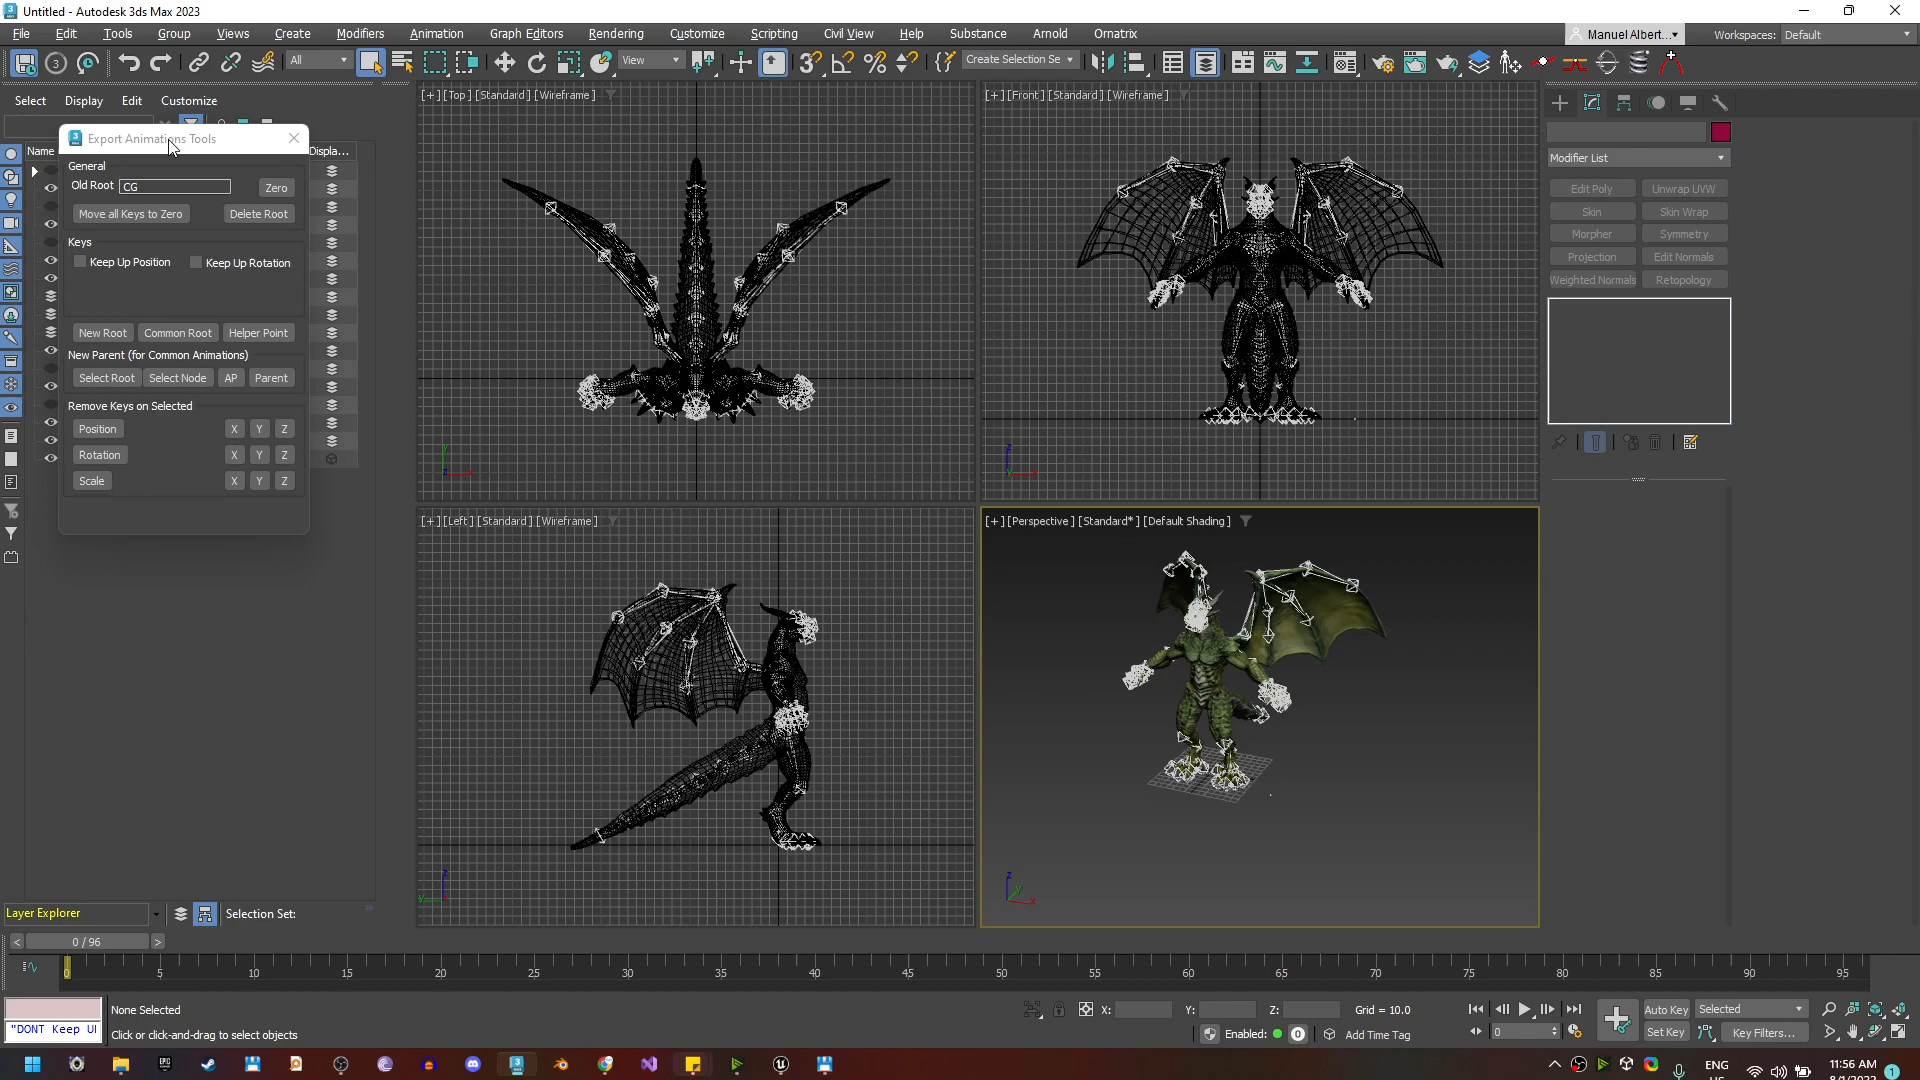 Untitled - Autodesk 3ds Max 2023
File Edit Tools Group Views Create Modifiers Animation Graph Editors Rendering Customize Scripting Civil View Help Substance Arnold Ornatrix
Manuel Albert... Workspaces: Default
All View Create Selection Se
Select Display Edit Customize
Name Displa...
Export Animations Tools
General
Old Root CG Zero
Move all Keys to Zero Delete Root
Keys
Keep Up Position Keep Up Rotation
New Root Common Root Helper Point
New Parent (for Common Animations)
Select Root Select Node AP Parent
Remove Keys on Selected
Position X Y Z
Rotation X Y Z
Scale X Y Z
[+] [Top] [Standard] [Wireframe]
[+] [Front] [Standard] [Wireframe]
[+] [Left] [Standard] [Wireframe]
[+] [Perspective] [Standard*] [Default Shading]
Modifier List
Edit Poly Unwrap UVW
Skin Skin Wrap
Morpher Symmetry
Projection Edit Normals
Weighted Normals Retopology
Layer Explorer Selection Set:
< 0 / 96 >
0 5 10 15 20 25 30 35 40 45 50 55 60 65 70 75 80 85 90 95
None Selected X: Y: Z: Grid = 10.0 Auto Key Selected
"DONT Keep U Click or click-and-drag to select objects Enabled: 0 Add Time Tag 0 Set Key Key Filters...
ENG 11:56 AM